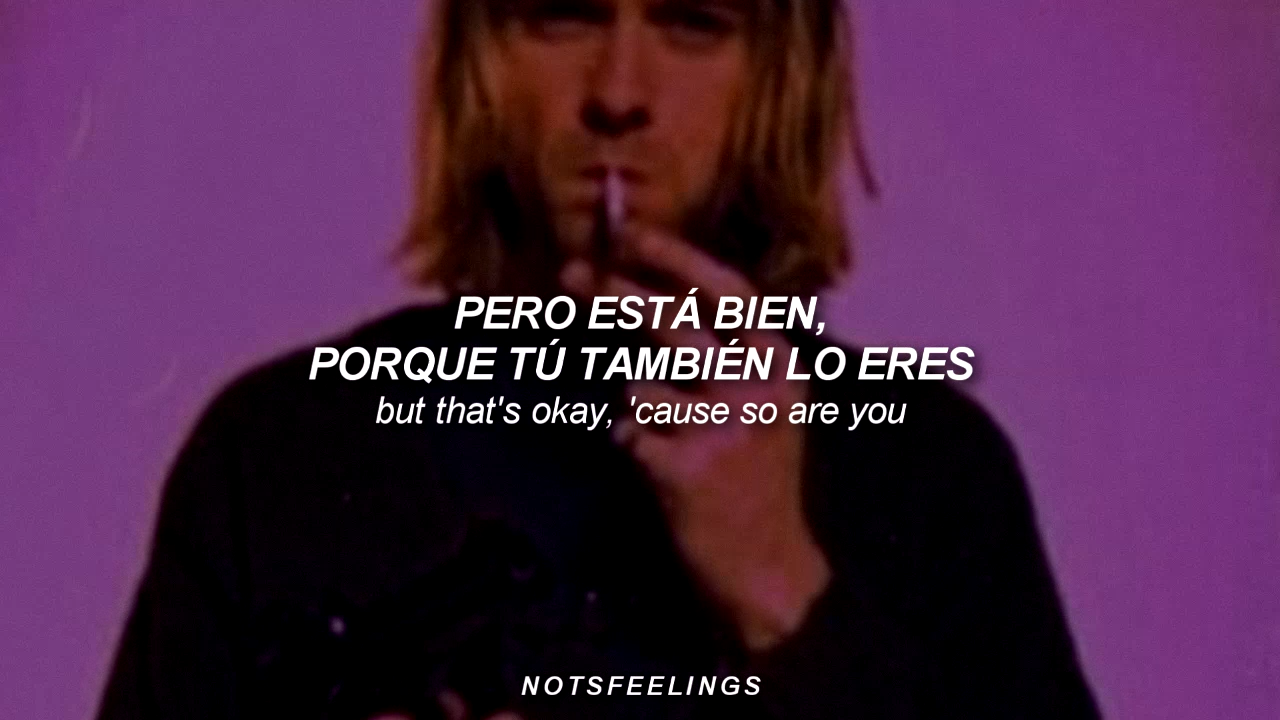 PERO ESTÁ BIEN,
PORQUE TÚ TAMBIÉN LO ERES
but that's okay, 'cause so are you
NOTSFEELINGS